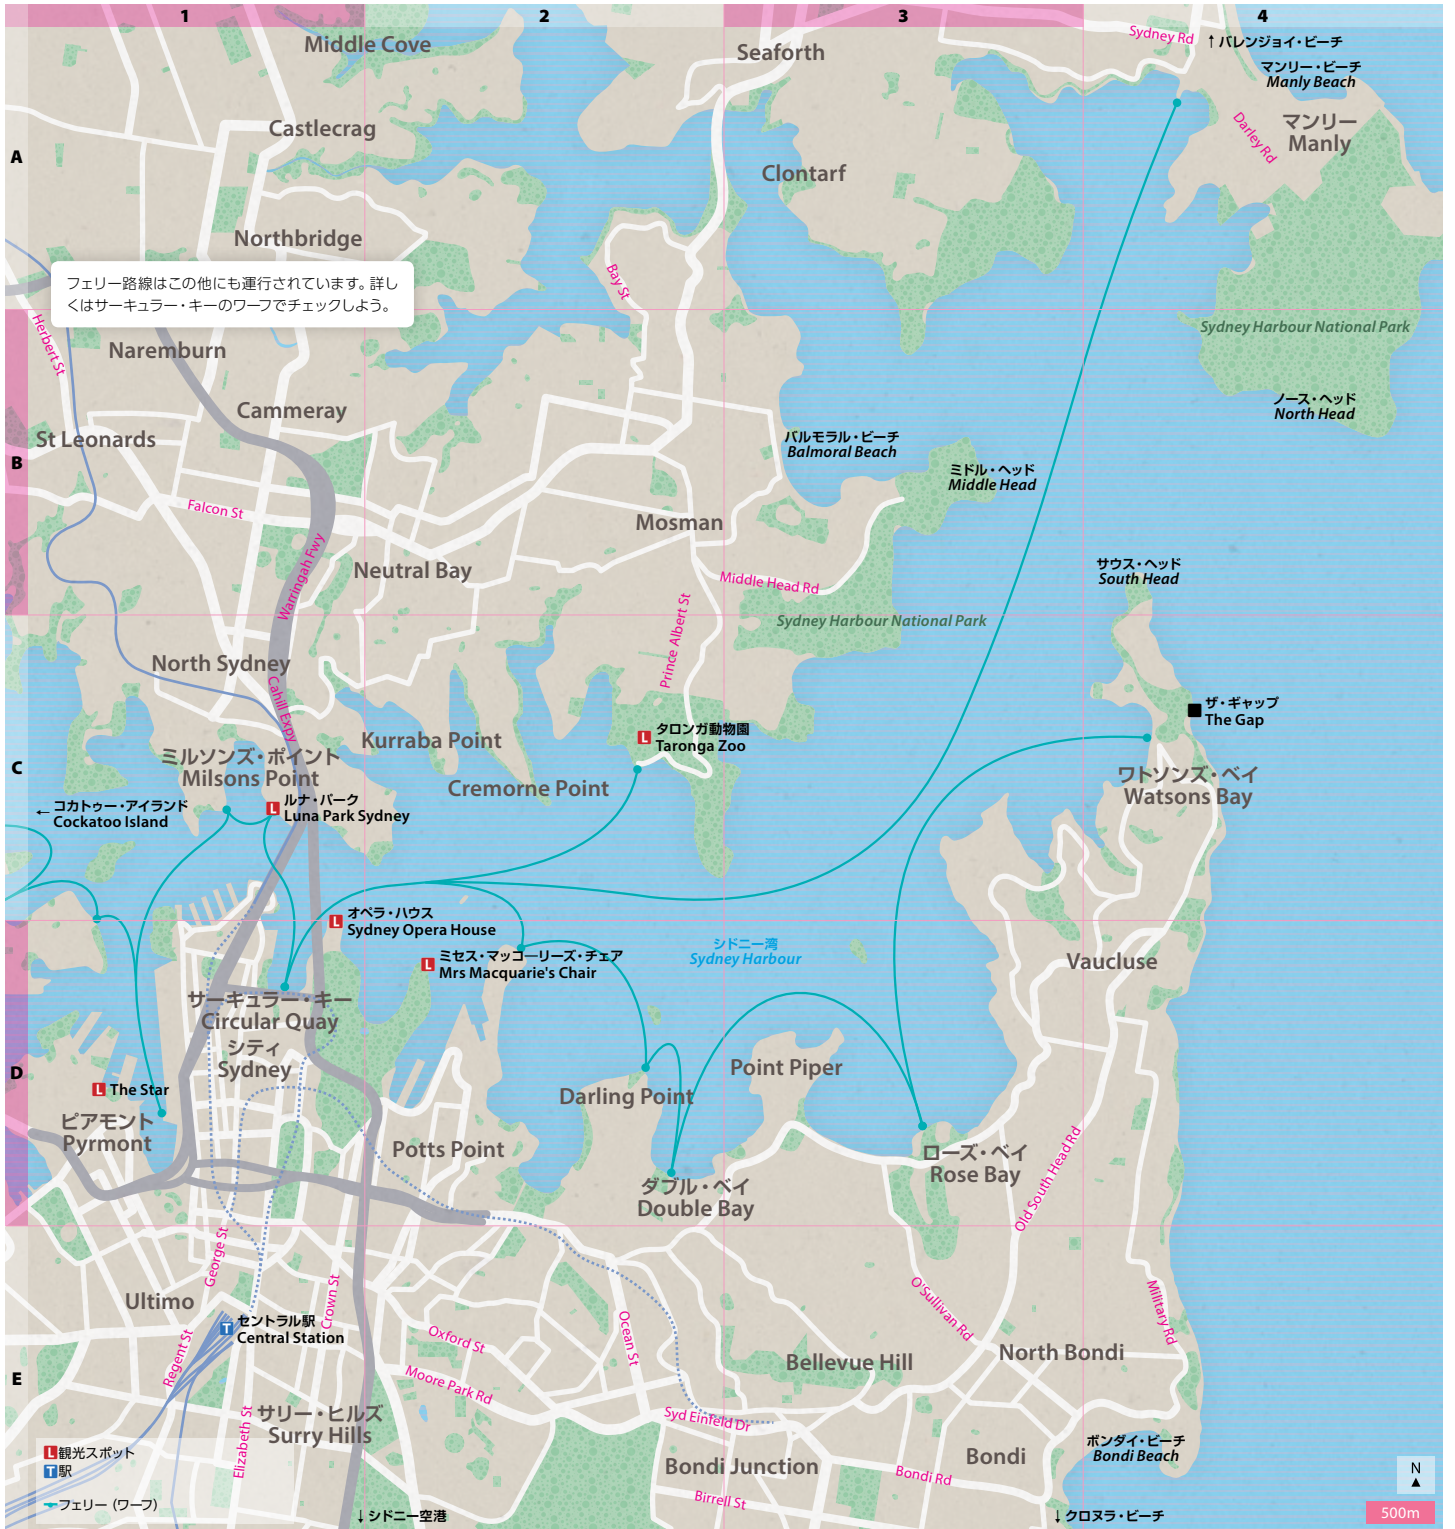 1
2
3
4
A
B
C
D
E
Middle Cove
Seaforth
Sydney Rd
↑バレンジョイ・ビーチ
マンリー・ビーチ
Manly Beach
Castlecrag
Darley Rd
マンリー
Manly
Clontarf
Northbridge
フェリー路線はこの他にも運行されています。詳し
くはサーキュラー・キーのワーフでチェックしよう。
Bay St
Herbert St
Naremburn
Sydney Harbour National Park
Cammeray
ノース・ヘッド
North Head
St Leonards
バルモラル・ビーチ
Balmoral Beach
ミドル・ヘッド
Middle Head
Falcon St
Mosman
Warringah Fwy
Neutral Bay
Middle Head Rd
サウス・ヘッド
South Head
Prince Albert St
Sydney Harbour National Park
North Sydney
Cahill Expy
ザ・ギャップ
The Gap
L
タロンガ動物園
Taronga Zoo
Kurraba Point
ミルソンズ・ポイント
Milsons Point
ワトソンズ・ベイ
Watsons Bay
Cremorne Point
←コカトゥー・アイランド
Cockatoo Island
L
ルナ・パーク
Luna Park Sydney
L
オペラ・ハウス
Sydney Opera House
L
ミセス・マッコーリーズ・チェア
Mrs Macquarie's Chair
シドニー湾
Sydney Harbour
Vaucluse
サーキュラー・キー
Circular Quay
シティ
Sydney
Point Piper
L The Star
Darling Point
ピアモント
Pyrmont
Potts Point
ローズ・ベイ
Rose Bay
Old South Head Rd
ダブル・ベイ
Double Bay
George St
Ultimo
Crown St
T
セントラル駅
Central Station
Regent St
Oxford St
Ocean St
O'Sullivan Rd
Military Rd
Moore Park Rd
Bellevue Hill
North Bondi
サリー・ヒルズ
Surry Hills
Elizabeth St
Syd Einfeld Dr
Bondi Junction
Bondi Rd
Bondi
ボンダイ・ビーチ
Bondi Beach
Birrell St
L観光スポット
T駅
フェリー (ワーフ)
↓シドニー空港
↓クロヌラ・ビーチ
N
500m